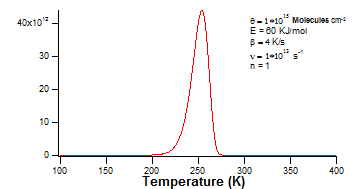 40x10¹²
30
20
10
0
100 150 200 250 300 350 400
Temperature (K)
θ = 1*10¹⁵ Molecules cm⁻²
E = 60 KJ/mol
β = 4 K/s
ν = 1*10¹² s⁻¹
n = 1